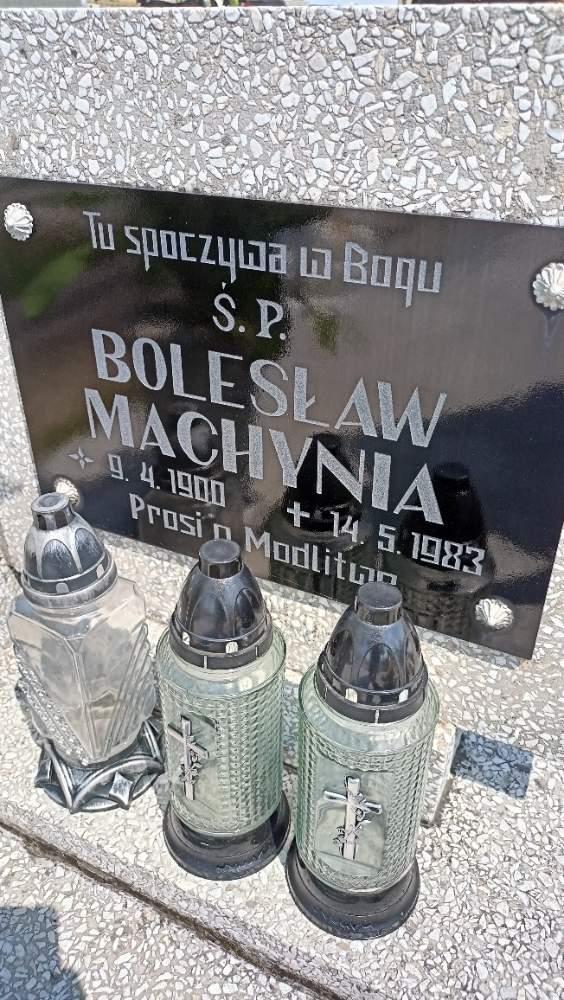 Tu spoczywa w Bogu
Ś. P.
BOLESŁAW
MACHYNIA
9. 4. 1900
✝ 14. 5. 1983
Prosi o Modlitwę